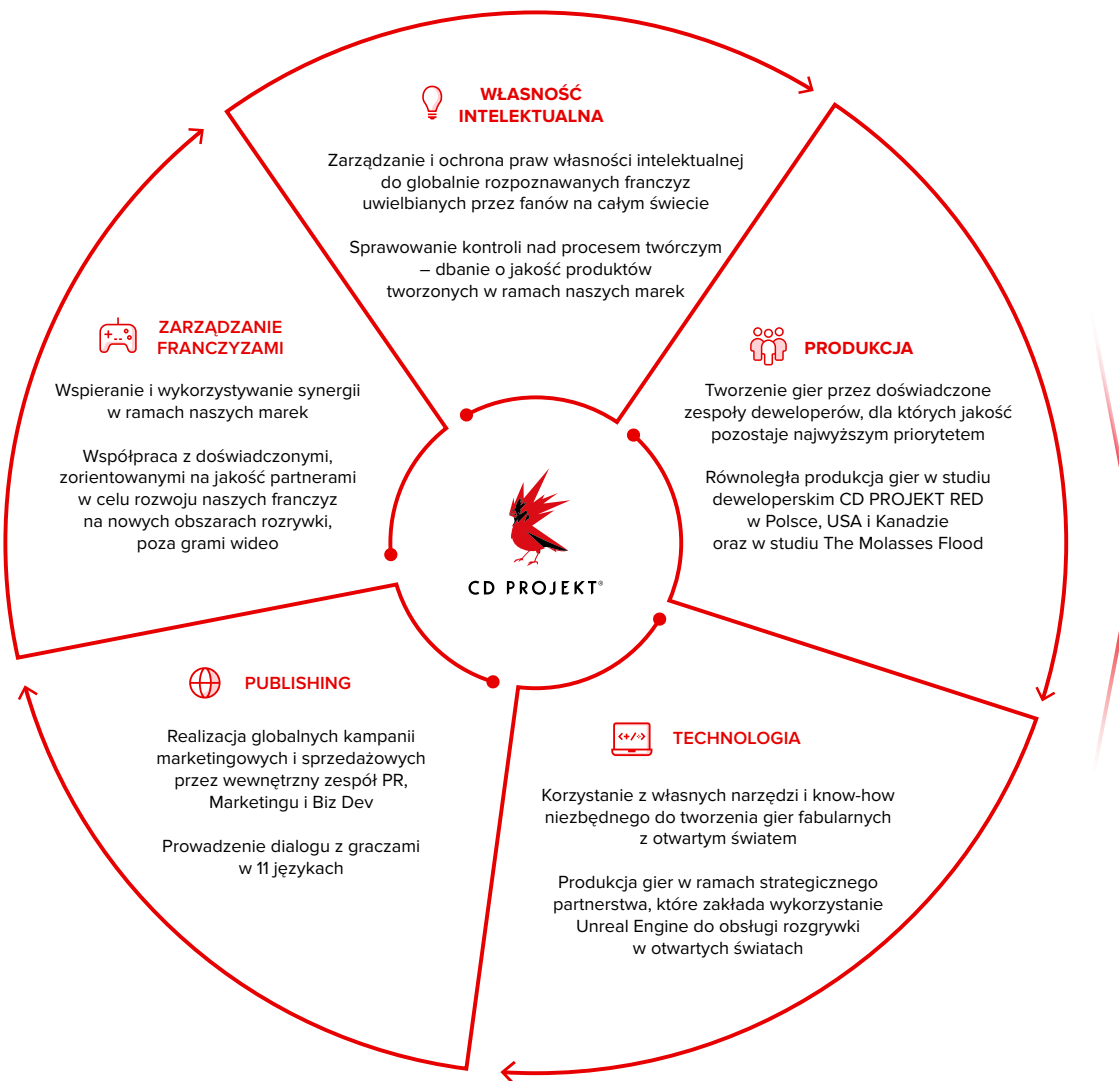 WŁASNOŚĆ
INTELEKTUALNA
Zarządzanie i ochrona praw własności intelektualnej
do globalnie rozpoznawanych franczyz
uwielbianych przez fanów na całym świecie
Sprawowanie kontroli nad procesem twórczym
– dbanie o jakość produktów
tworzonych w ramach naszych marek
PRODUKCJA
Tworzenie gier przez doświadczone
zespoły deweloperów, dla których jakość
pozostaje najwyższym priorytetem
Równoległa produkcja gier w studiu
deweloperskim CD PROJEKT RED
w Polsce, USA i Kanadzie
oraz w studiu The Molasses Flood
TECHNOLOGIA
Korzystanie z własnych narzędzi i know-how
niezbędnego do tworzenia gier fabularnych
z otwartym światem
Produkcja gier w ramach strategicznego
partnerstwa, które zakłada wykorzystanie
Unreal Engine do obsługi rozgrywki
w otwartych światach
PUBLISHING
Realizacja globalnych kampanii
marketingowych i sprzedażowych
przez wewnętrzny zespół PR,
Marketingu i Biz Dev
Prowadzenie dialogu z graczami
w 11 językach
ZARZĄDZANIE
FRANCZYZAMI
Wspieranie i wykorzystywanie synergii
w ramach naszych marek
Współpraca z doświadczonymi,
zorientowanymi na jakość partnerami
w celu rozwoju naszych franczyz
na nowych obszarach rozrywki,
poza grami wideo
CD PROJEKT®